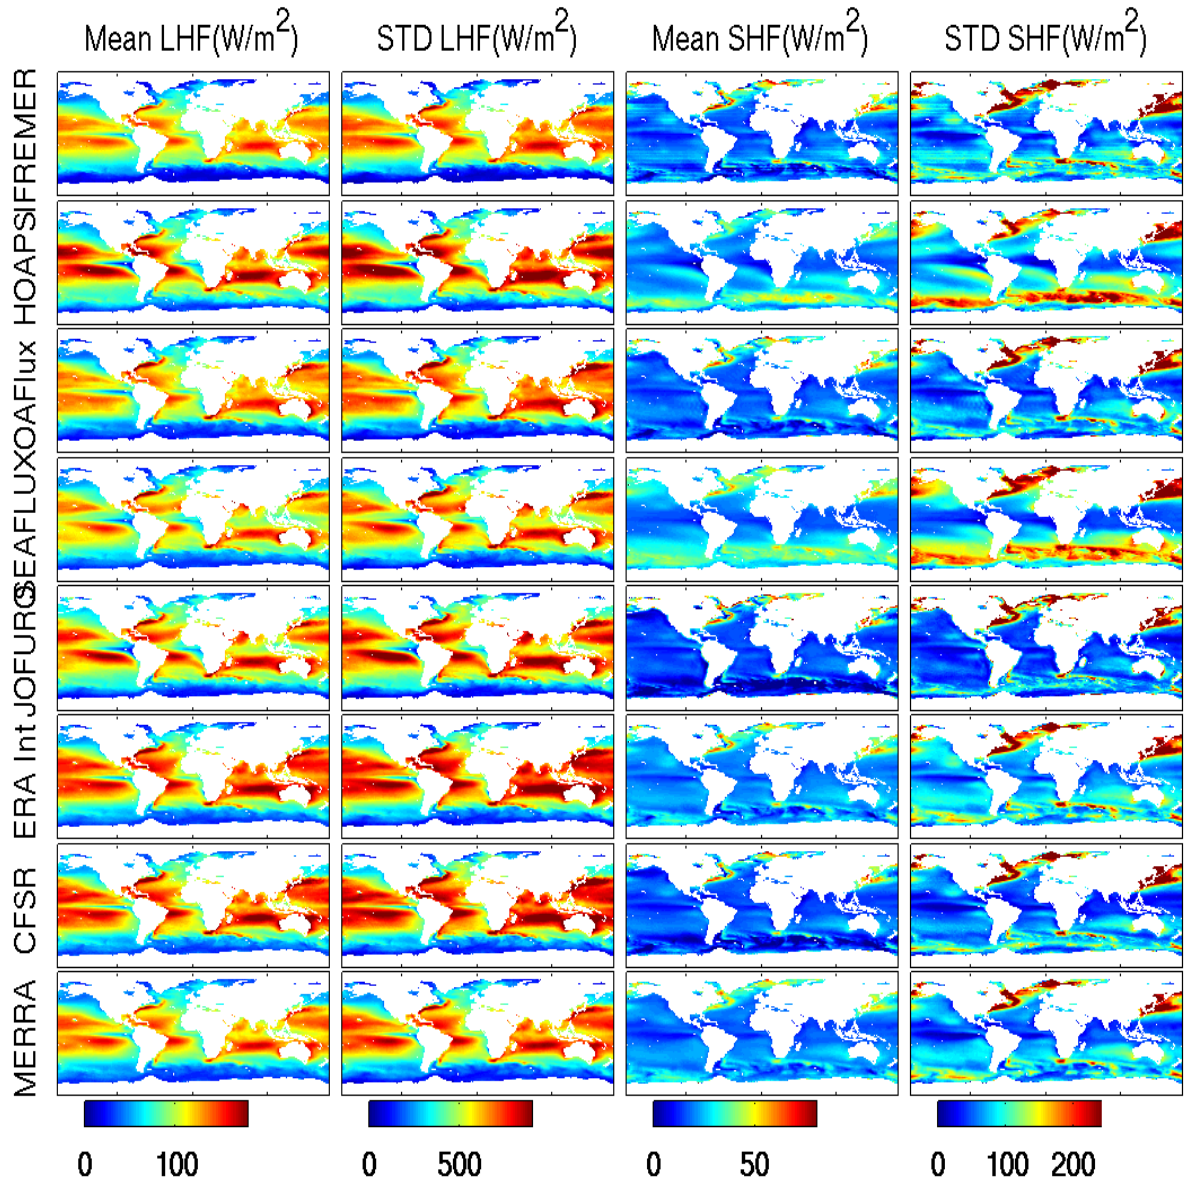 Mean LHF(W/m²) STD LHF(W/m²) Mean SHF(W/m²) STD SHF(W/m²)
IFREMER
HOAPS
OAFlux
SEAFLUX
JOFURO
ERA Int
CFSR
MERRA
0 100 0 500 0 50 0 100 200